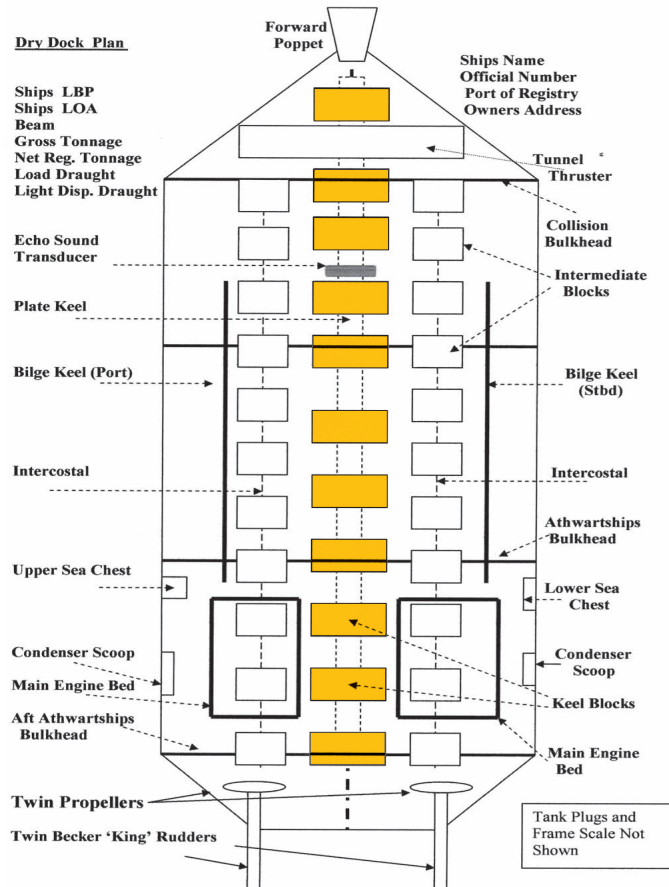 Forward
Poppet
Dry Dock Plan
Ships LBP
Ships LOA
Beam
Gross Tonnage
Net Reg. Tonnage
Load Draught
Light Disp. Draught
Ships Name
Official Number
Port of Registry
Owners Address
Tunnel
Thruster
Collision
Bulkhead
Echo Sound
Transducer
Intermediate
Blocks
Plate Keel
Bilge Keel (Port)
Bilge Keel
(Stbd)
Intercostal
Intercostal
Athwartships
Bulkhead
Upper Sea Chest
Lower Sea
Chest
Condenser Scoop
Condenser
Scoop
Main Engine Bed
Keel Blocks
Aft Athwartships
Bulkhead
Main Engine
Bed
Twin Propellers
Twin Becker ‘King’ Rudders
Tank Plugs and
Frame Scale Not
Shown